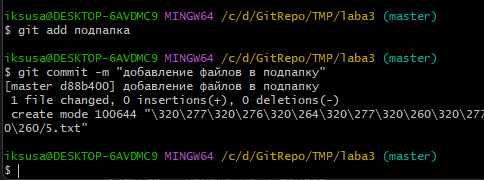 iksusa@DESKTOP-6AVDMC9 MINGW64 /c/d/GitRepo/TMP/laba3 (master)
$ git add подпапка
iksusa@DESKTOP-6AVDMC9 MINGW64 /c/d/GitRepo/TMP/laba3 (master)
$ git commit -m "добавление файлов в подпапку"
[master d88b400] добавление файлов в подпапку
1 file changed, 0 insertions(+), 0 deletions(-)
create mode 100644 "\320\277\320\276\320\264\320\277\320\260\320\277
0\260/5.txt"
iksusa@DESKTOP-6AVDMC9 MINGW64 /c/d/GitRepo/TMP/laba3 (master)
$